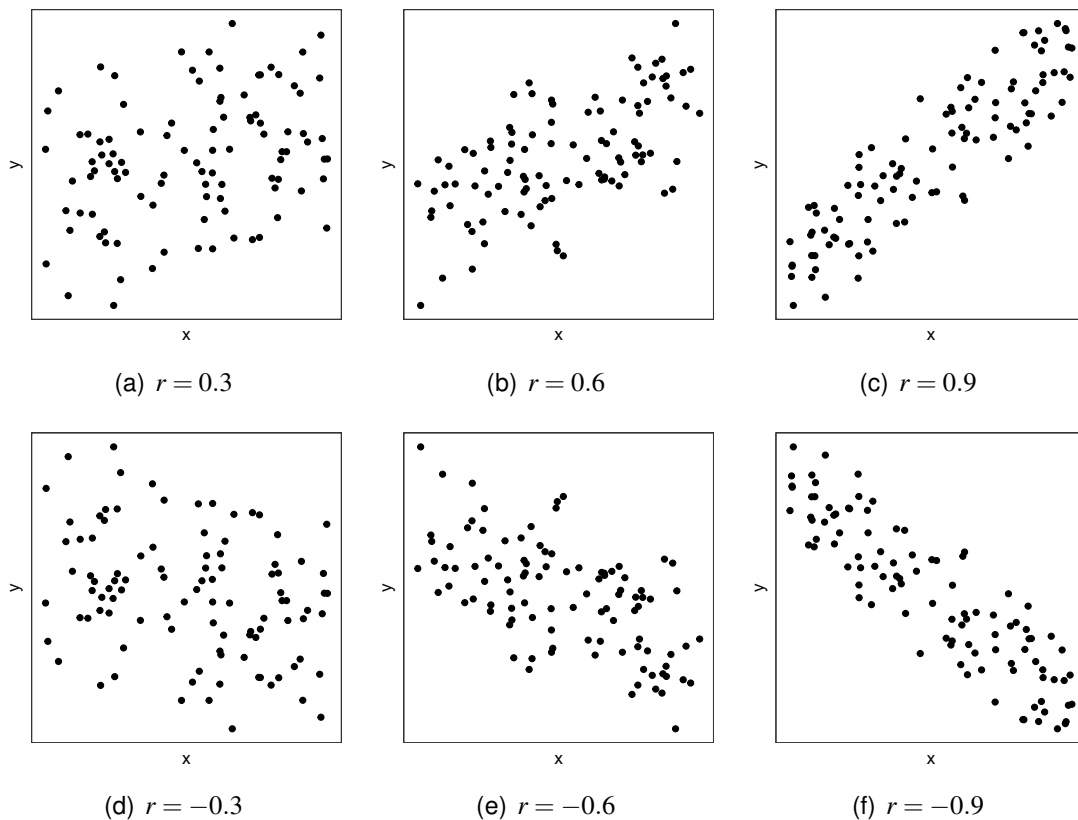 y
y
y
x
x
x
(a) r = 0.3
(b) r = 0.6
(c) r = 0.9
y
y
y
x
x
x
(d) r = −0.3
(e) r = −0.6
(f) r = −0.9